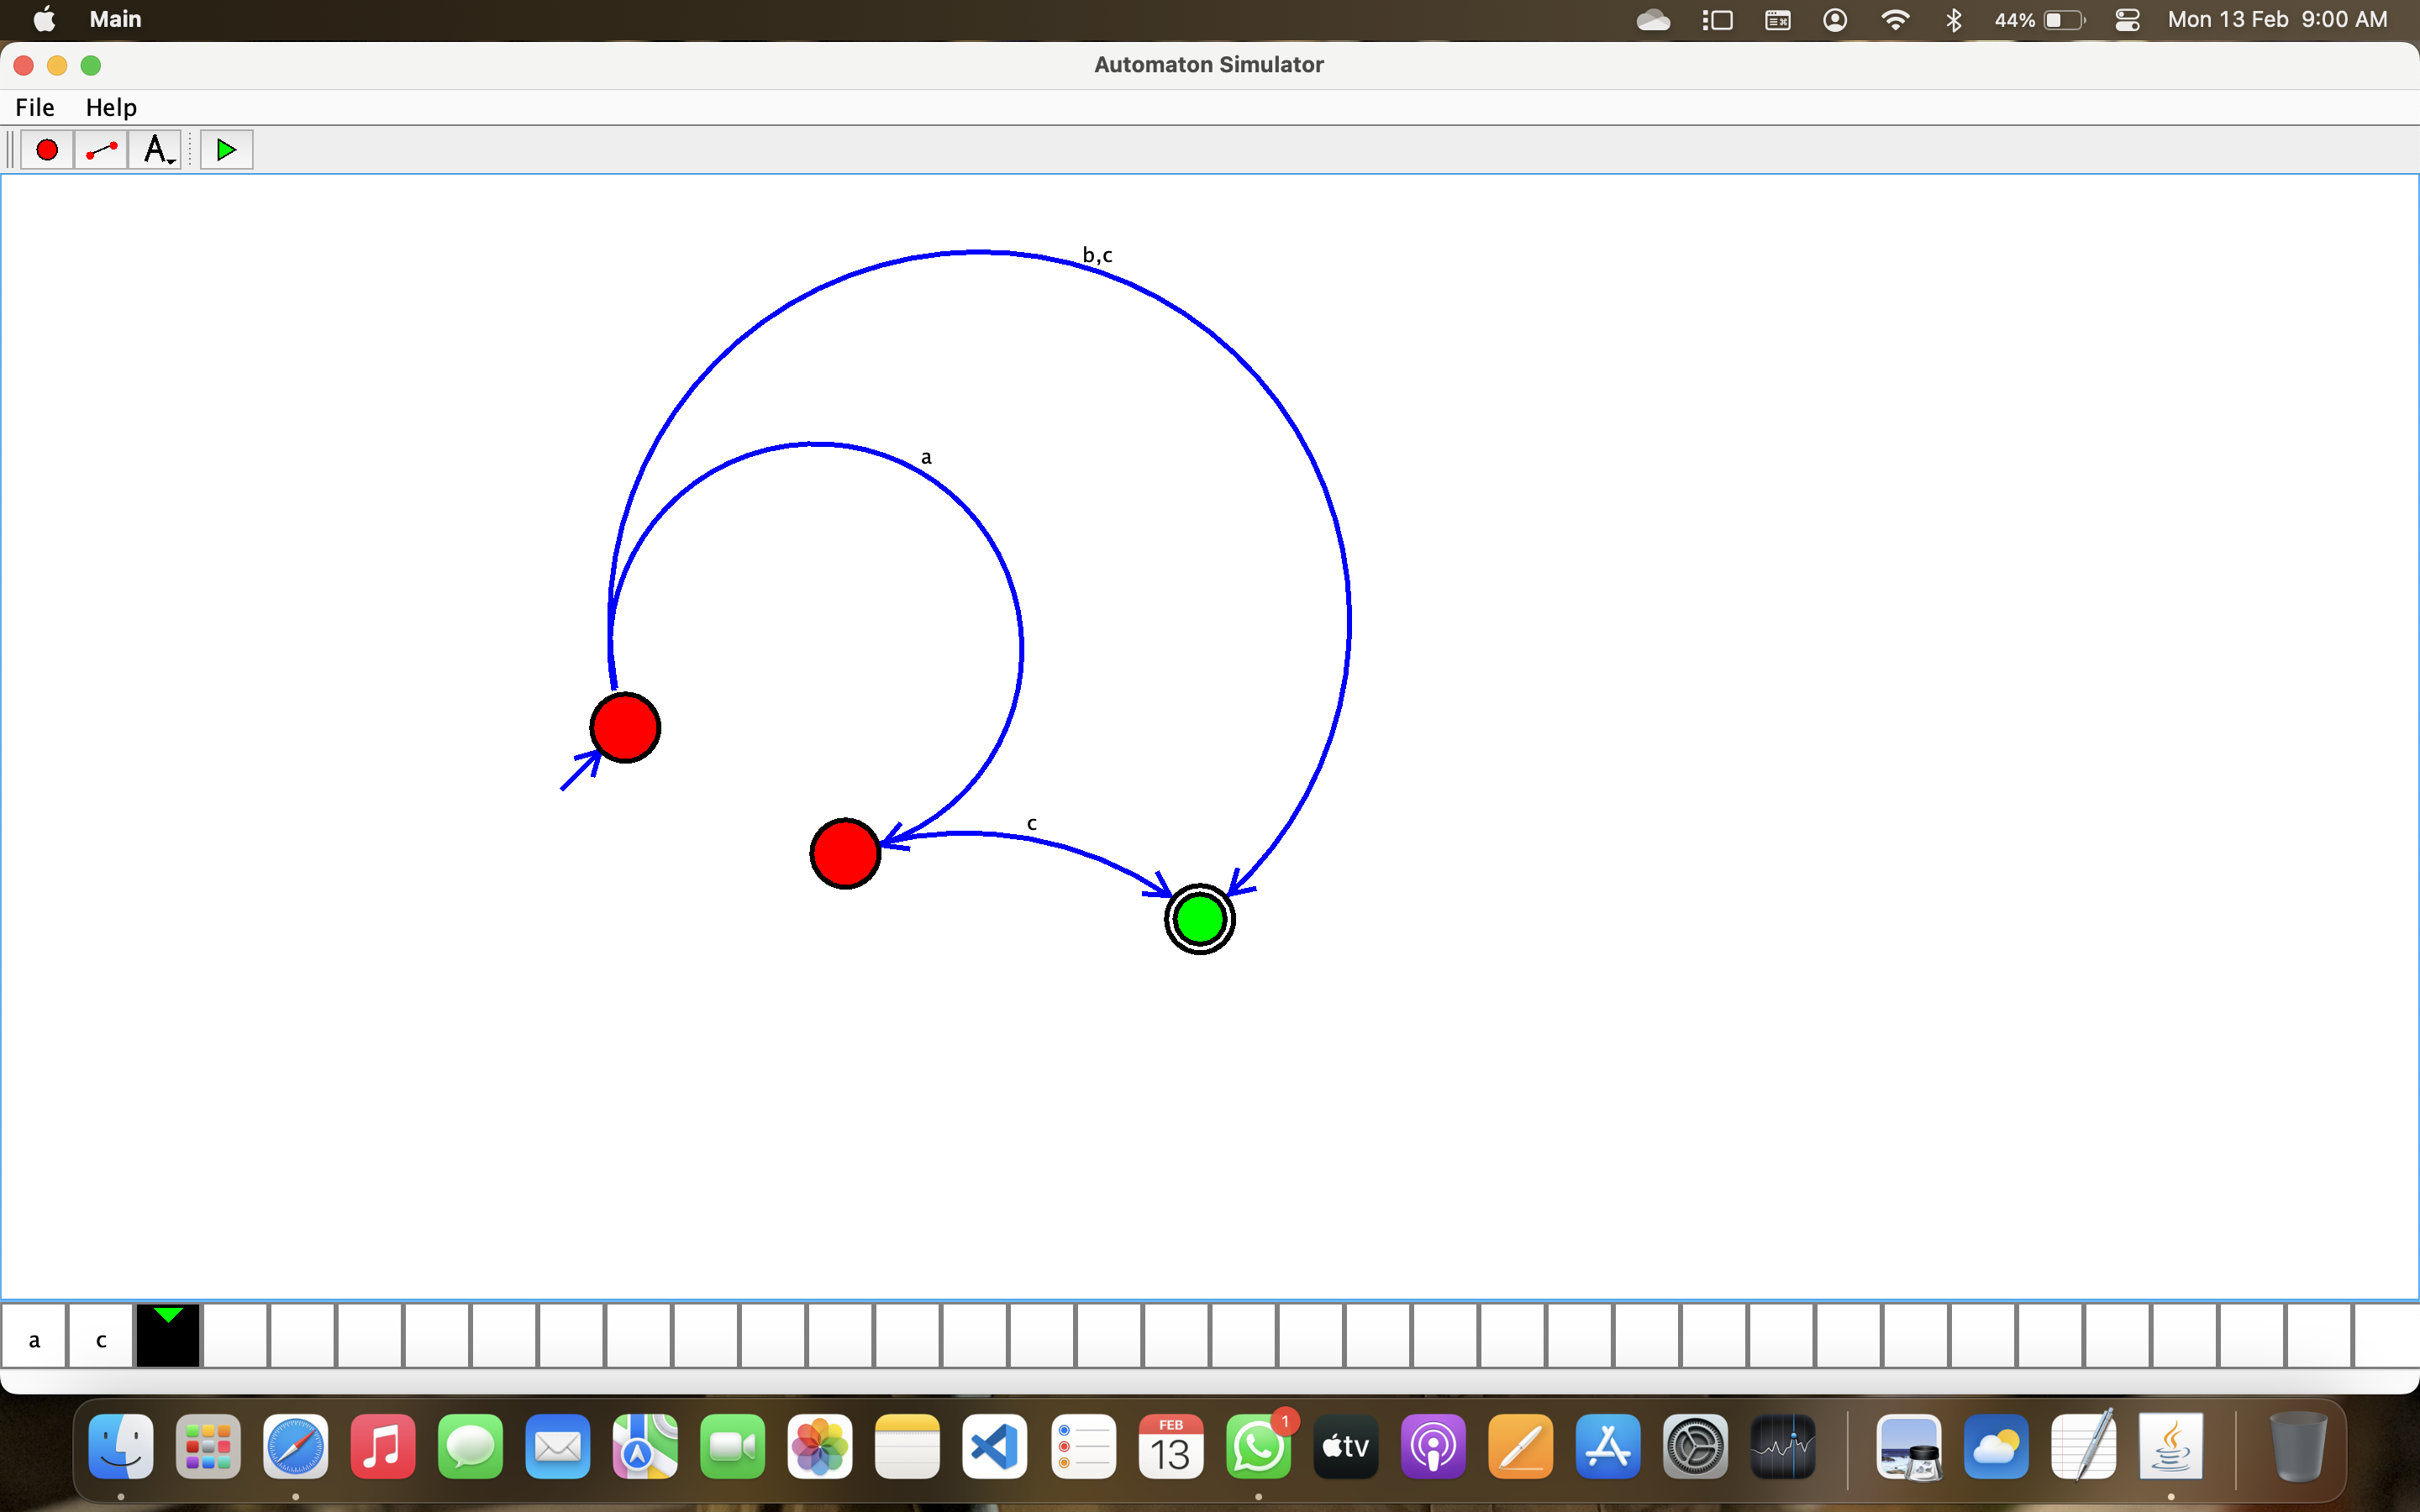 Main
44%
Mon 13 Feb 9:00 AM
Automaton Simulator
File Help
A
b,c
a
c
a c
FEB
13
1
tv